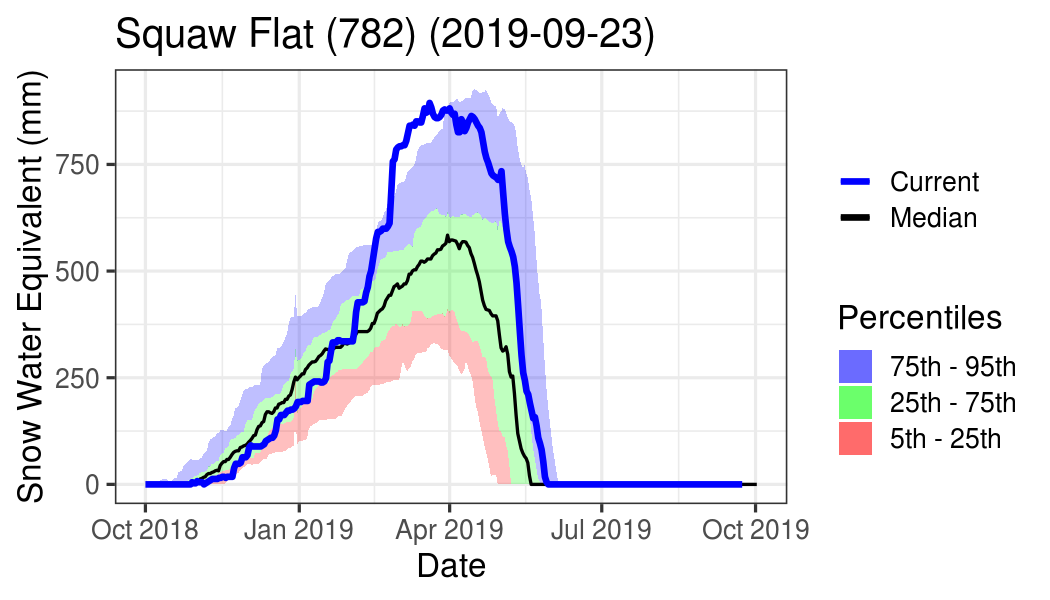 Squaw Flat (782) (2019-09-23)
Snow Water Equivalent (mm)
750
500
250
0
Oct 2018
Jan 2019
Apr 2019
Jul 2019
Oct 2019
Date
Current
Median
Percentiles
75th - 95th
25th - 75th
5th - 25th